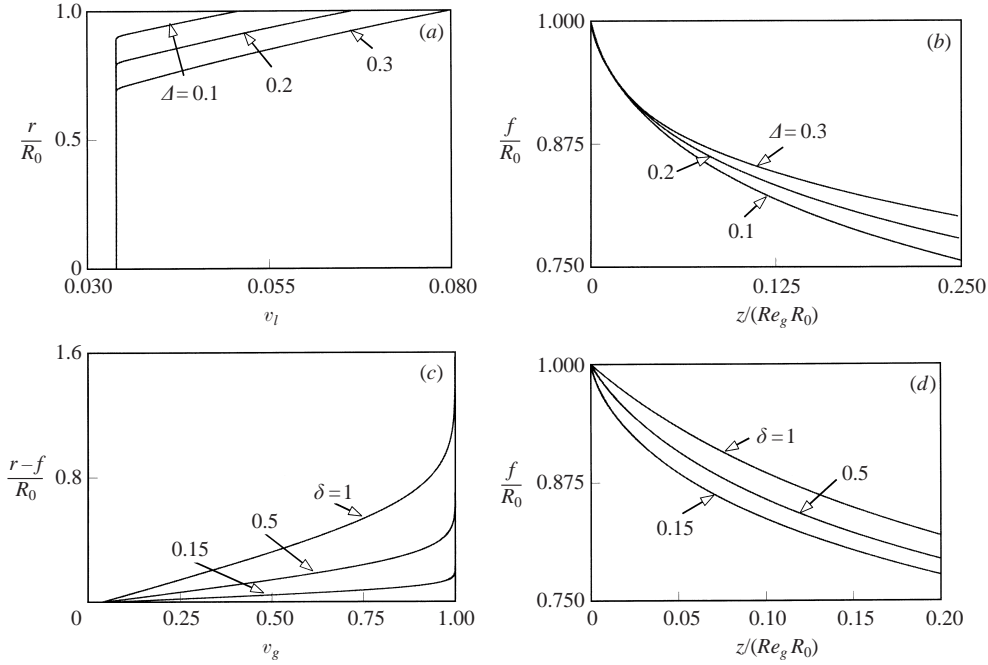 1.0
(a)
Δ = 0.1
0.2
0.3
r
R0
0.5
0
0.030
0.055
0.080
vl
1.000
(b)
f
R0
0.875
Δ = 0.3
0.2
0.1
0.750
0
0.125
0.250
z/(Reg R0)
1.6
(c)
r – f
R0
0.8
δ = 1
0.5
0.15
0
0.25
0.50
0.75
1.00
vg
1.000
(d)
f
R0
0.875
δ = 1
0.5
0.15
0.750
0
0.05
0.10
0.15
0.20
z/(Reg R0)